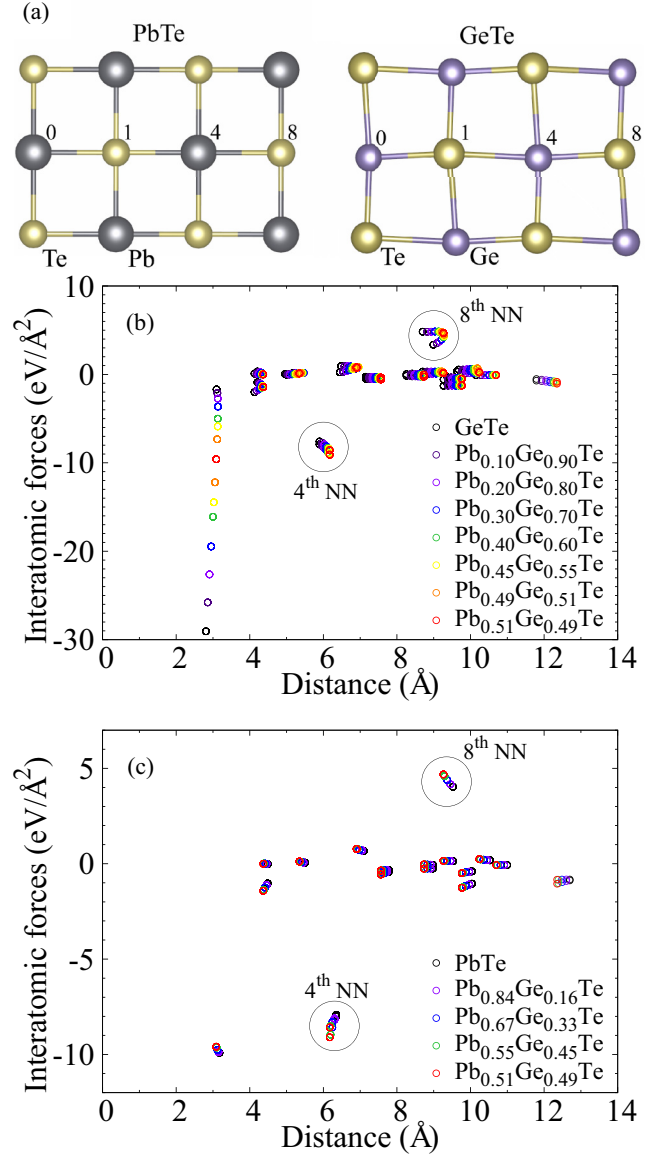 (a)
PbTe
GeTe
0 1 4 8
0 1 4 8
Te Pb
Te Ge
(b)
8th NN
4th NN
Interatomic forces (eV/Å2)
10
0
-10
-20
-30
GeTe
Pb0.10Ge0.90Te
Pb0.20Ge0.80Te
Pb0.30Ge0.70Te
Pb0.40Ge0.60Te
Pb0.45Ge0.55Te
Pb0.49Ge0.51Te
Pb0.51Ge0.49Te
0 2 4 6 8 10 12 14
Distance (Å)
(c)
8th NN
4th NN
Interatomic forces (eV/Å2)
5
0
-5
-10
PbTe
Pb0.84Ge0.16Te
Pb0.67Ge0.33Te
Pb0.55Ge0.45Te
Pb0.51Ge0.49Te
0 2 4 6 8 10 12 14
Distance (Å)